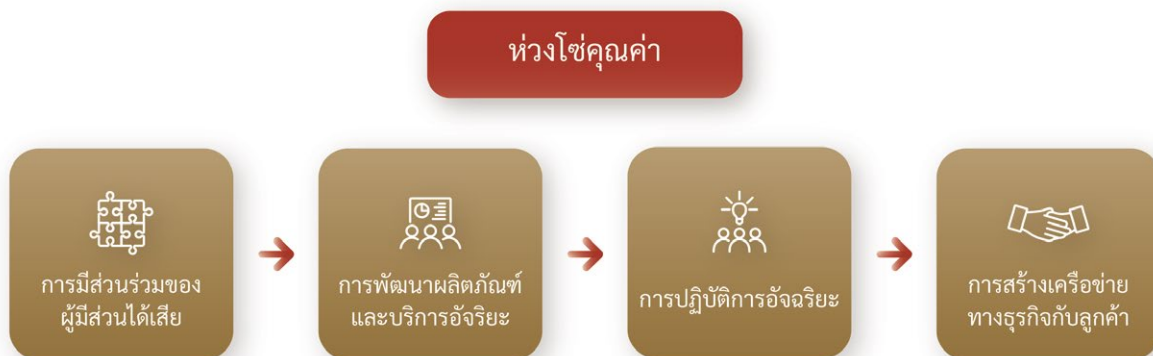 ห่วงโซ่คุณค่า
การมีส่วนร่วมของ
ผู้มีส่วนได้เสีย
การพัฒนาผลิตภัณฑ์
และบริการอัจริยะ
การปฏิบัติการอัจฉริยะ
การสร้างเครือข่าย
ทางธุรกิจกับลูกค้า